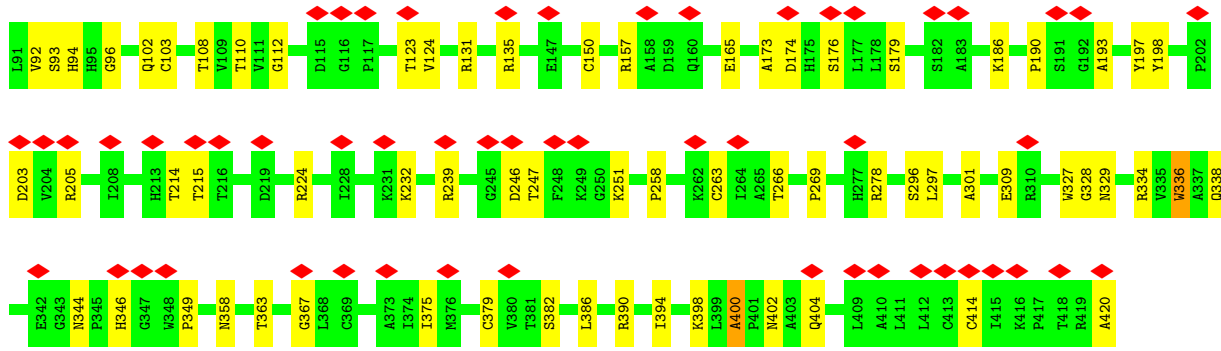 L91 V92 S93 H94 H95 G96 Q102 C103 T108 V109 T110 V111 G112 D115 G116 P117 T123 V124 R131 R135 E147 C150 R157 A158 D159 Q160 E165 A173 D174 H175 S176 L177 L178 S179 S182 A183 K186 P190 S191 G192 A193 Y197 Y198 P202
D203 V204 R205 I208 H213 T214 T215 T216 D219 R224 I228 K231 K232 R239 G245 D246 T247 F248 K249 G250 K251 P258 K262 C263 I264 A265 T266 P269 H277 R278 S296 L297 A301 E309 R310 W327 G328 N329 R334 V335 W336 A337 Q338
E342 G343 N344 P345 H346 G347 W348 P349 N358 T363 G367 L368 C369 A373 I374 I375 M376 C379 V380 T381 S382 L386 R390 I394 K398 L399 A400 P401 N402 A403 Q404 L409 A410 L411 L412 C413 C414 I415 K416 P417 T418 R419 A420